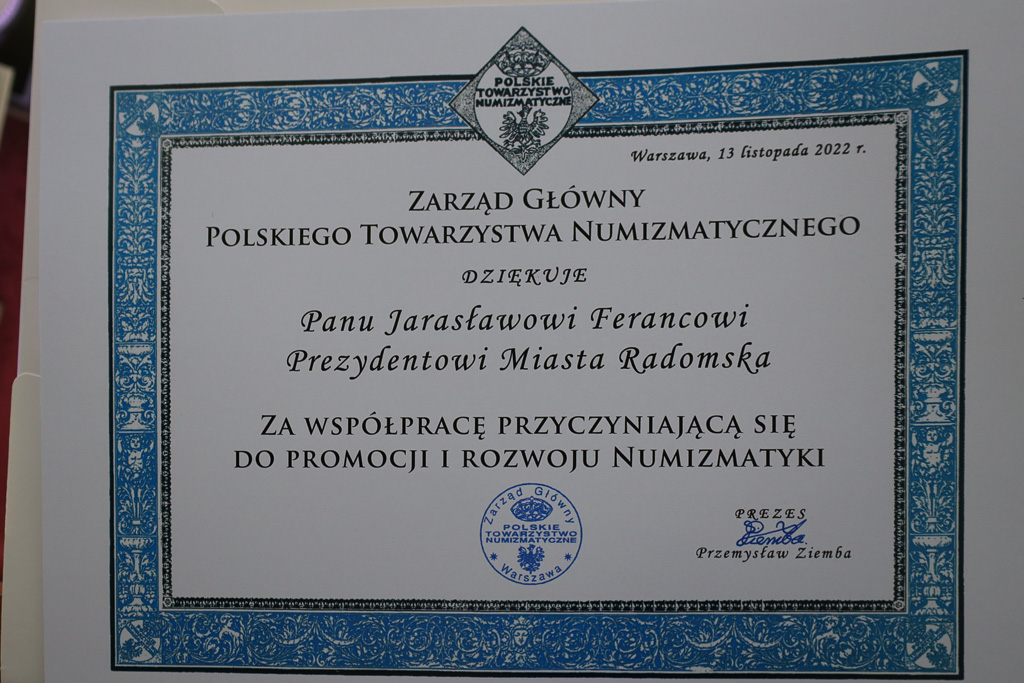 POLSKIE
TOWARZYSTWO
NUMIZMATYCZNE
Warszawa, 13 listopada 2022 r.
ZARZĄD GŁÓWNY
POLSKIEGO TOWARZYSTWA NUMIZMATYCZNEGO
DZIĘKUJE
Panu Jarasławowi Ferancowi
Prezydentowi Miasta Radomska
ZA WSPÓŁPRACĘ PRZYCZYNIAJĄCĄ SIĘ
DO PROMOCJI I ROZWOJU NUMIZMATYKI
Zarząd Główny
POLSKIE
TOWARZYSTWO
NUMIZMATYCZNE
* Warszawa *
PREZES
Ziemba
Przemysław Ziemba